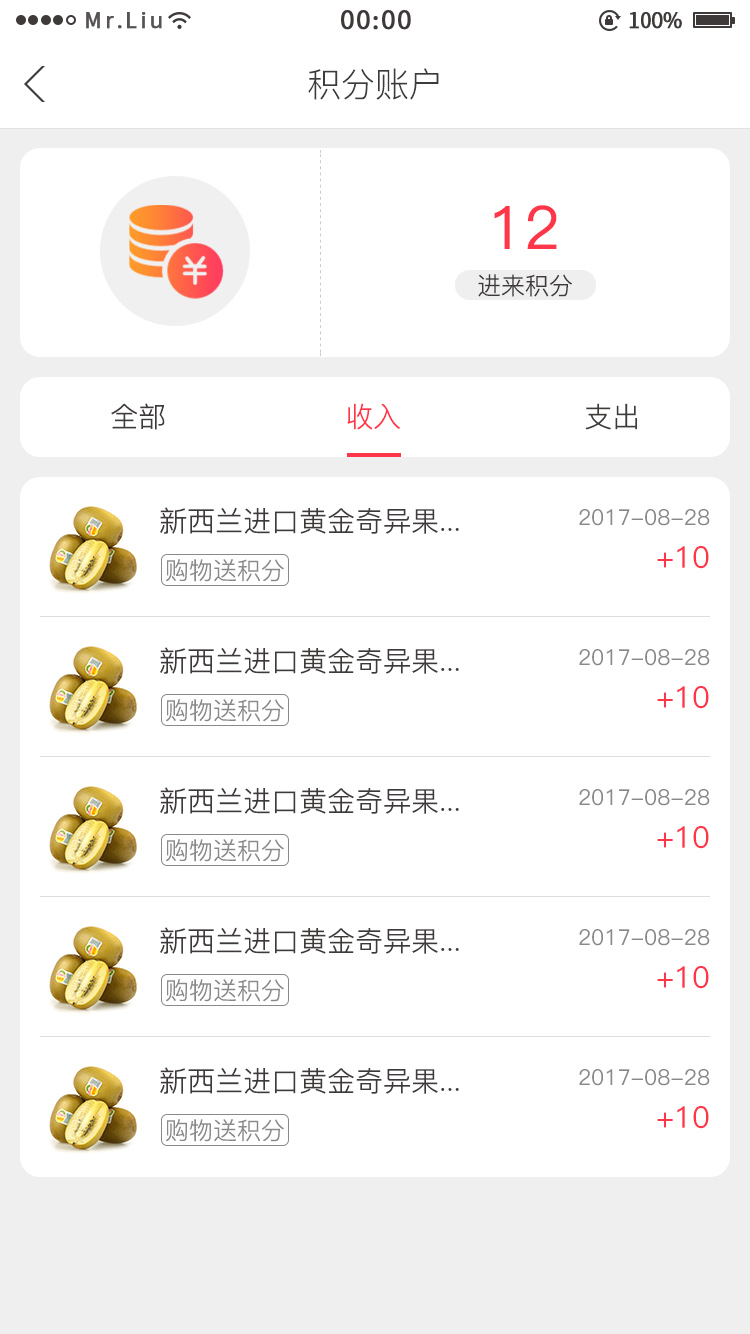 Mr.Liu 00:00 100%
积分账户
¥
12
进来积分
全部 收入 支出
新西兰进口黄金奇异果... 2017-08-28
购物送积分 +10
新西兰进口黄金奇异果... 2017-08-28
购物送积分 +10
新西兰进口黄金奇异果... 2017-08-28
购物送积分 +10
新西兰进口黄金奇异果... 2017-08-28
购物送积分 +10
新西兰进口黄金奇异果... 2017-08-28
购物送积分 +10